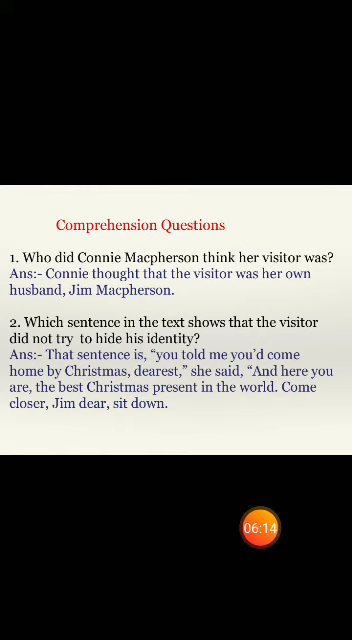 Comprehension Questions
1. Who did Connie Macpherson think her visitor was?
Ans:- Connie thought that the visitor was her own
husband, Jim Macpherson.
2. Which sentence in the text shows that the visitor
did not try to hide his identity?
Ans:- That sentence is, “you told me you’d come
home by Christmas, dearest,” she said, “And here you
are, the best Christmas present in the world. Come
closer, Jim dear, sit down.
06:14